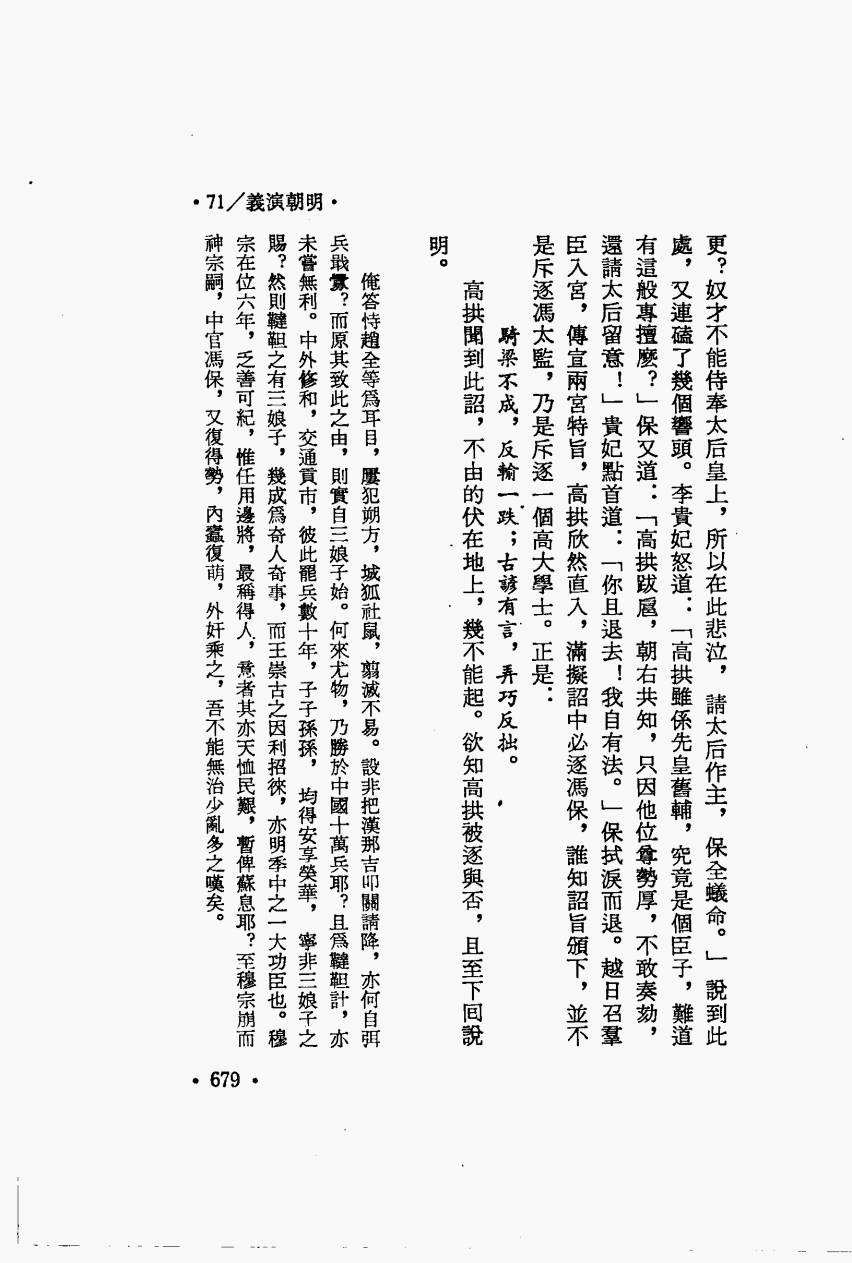 •71/義演朝明•
更？奴才不能侍奉太后皇上，所以在此悲泣，請太后作主，保全蟻命。」說到此
處，又連磕了幾個響頭。李貴妃怒道：「高拱雖係先皇舊輔，究竟是個臣子，難道
有這般專擅麼？」保又道：「高拱跋扈，朝右共知，只因他位尊勢厚，不敢奏劾，
還請太后留意！」貴妃點首道：「你且退去！我自有法。」保拭淚而退。越日召羣
臣入宮，傳宣兩宮特旨，高拱欣然直入，滿擬詔中必逐馮保，誰知詔旨頒下，並不
是斥逐馮太監，乃是斥逐一個高大學士。正是：
騎梁不成，反輸一跌；古諺有言，弄巧反拙。
高拱聞到此詔，不由的伏在地上，幾不能起。欲知高拱被逐與否，且至下回說
明。
俺答恃趙全等爲耳目，屢犯朔方，城狐社鼠，翦滅不易。設非把漢那吉叩關請降，亦何自弭
兵戢釁？而原其致此之由，則實自三娘子始。何來尤物，乃勝於中國十萬兵耶？且爲韃靼計，亦
未嘗無利。中外修和，交通貢市，彼此罷兵數十年，子子孫孫，均得安享榮華，寧非三娘子之
賜？然則韃靼之有三娘子，幾成爲奇人奇事，而王崇古之因利招徠，亦明季中之一大功臣也。穆
宗在位六年，乏善可紀，惟任用邊將，最稱得人，意者其亦天恤民艱，暫俾蘇息耶？至穆宗崩而
神宗嗣，中官馮保，又復得勢，內蠹復萌，外奸乘之，吾不能無治少亂多之嘆矣。
•679•